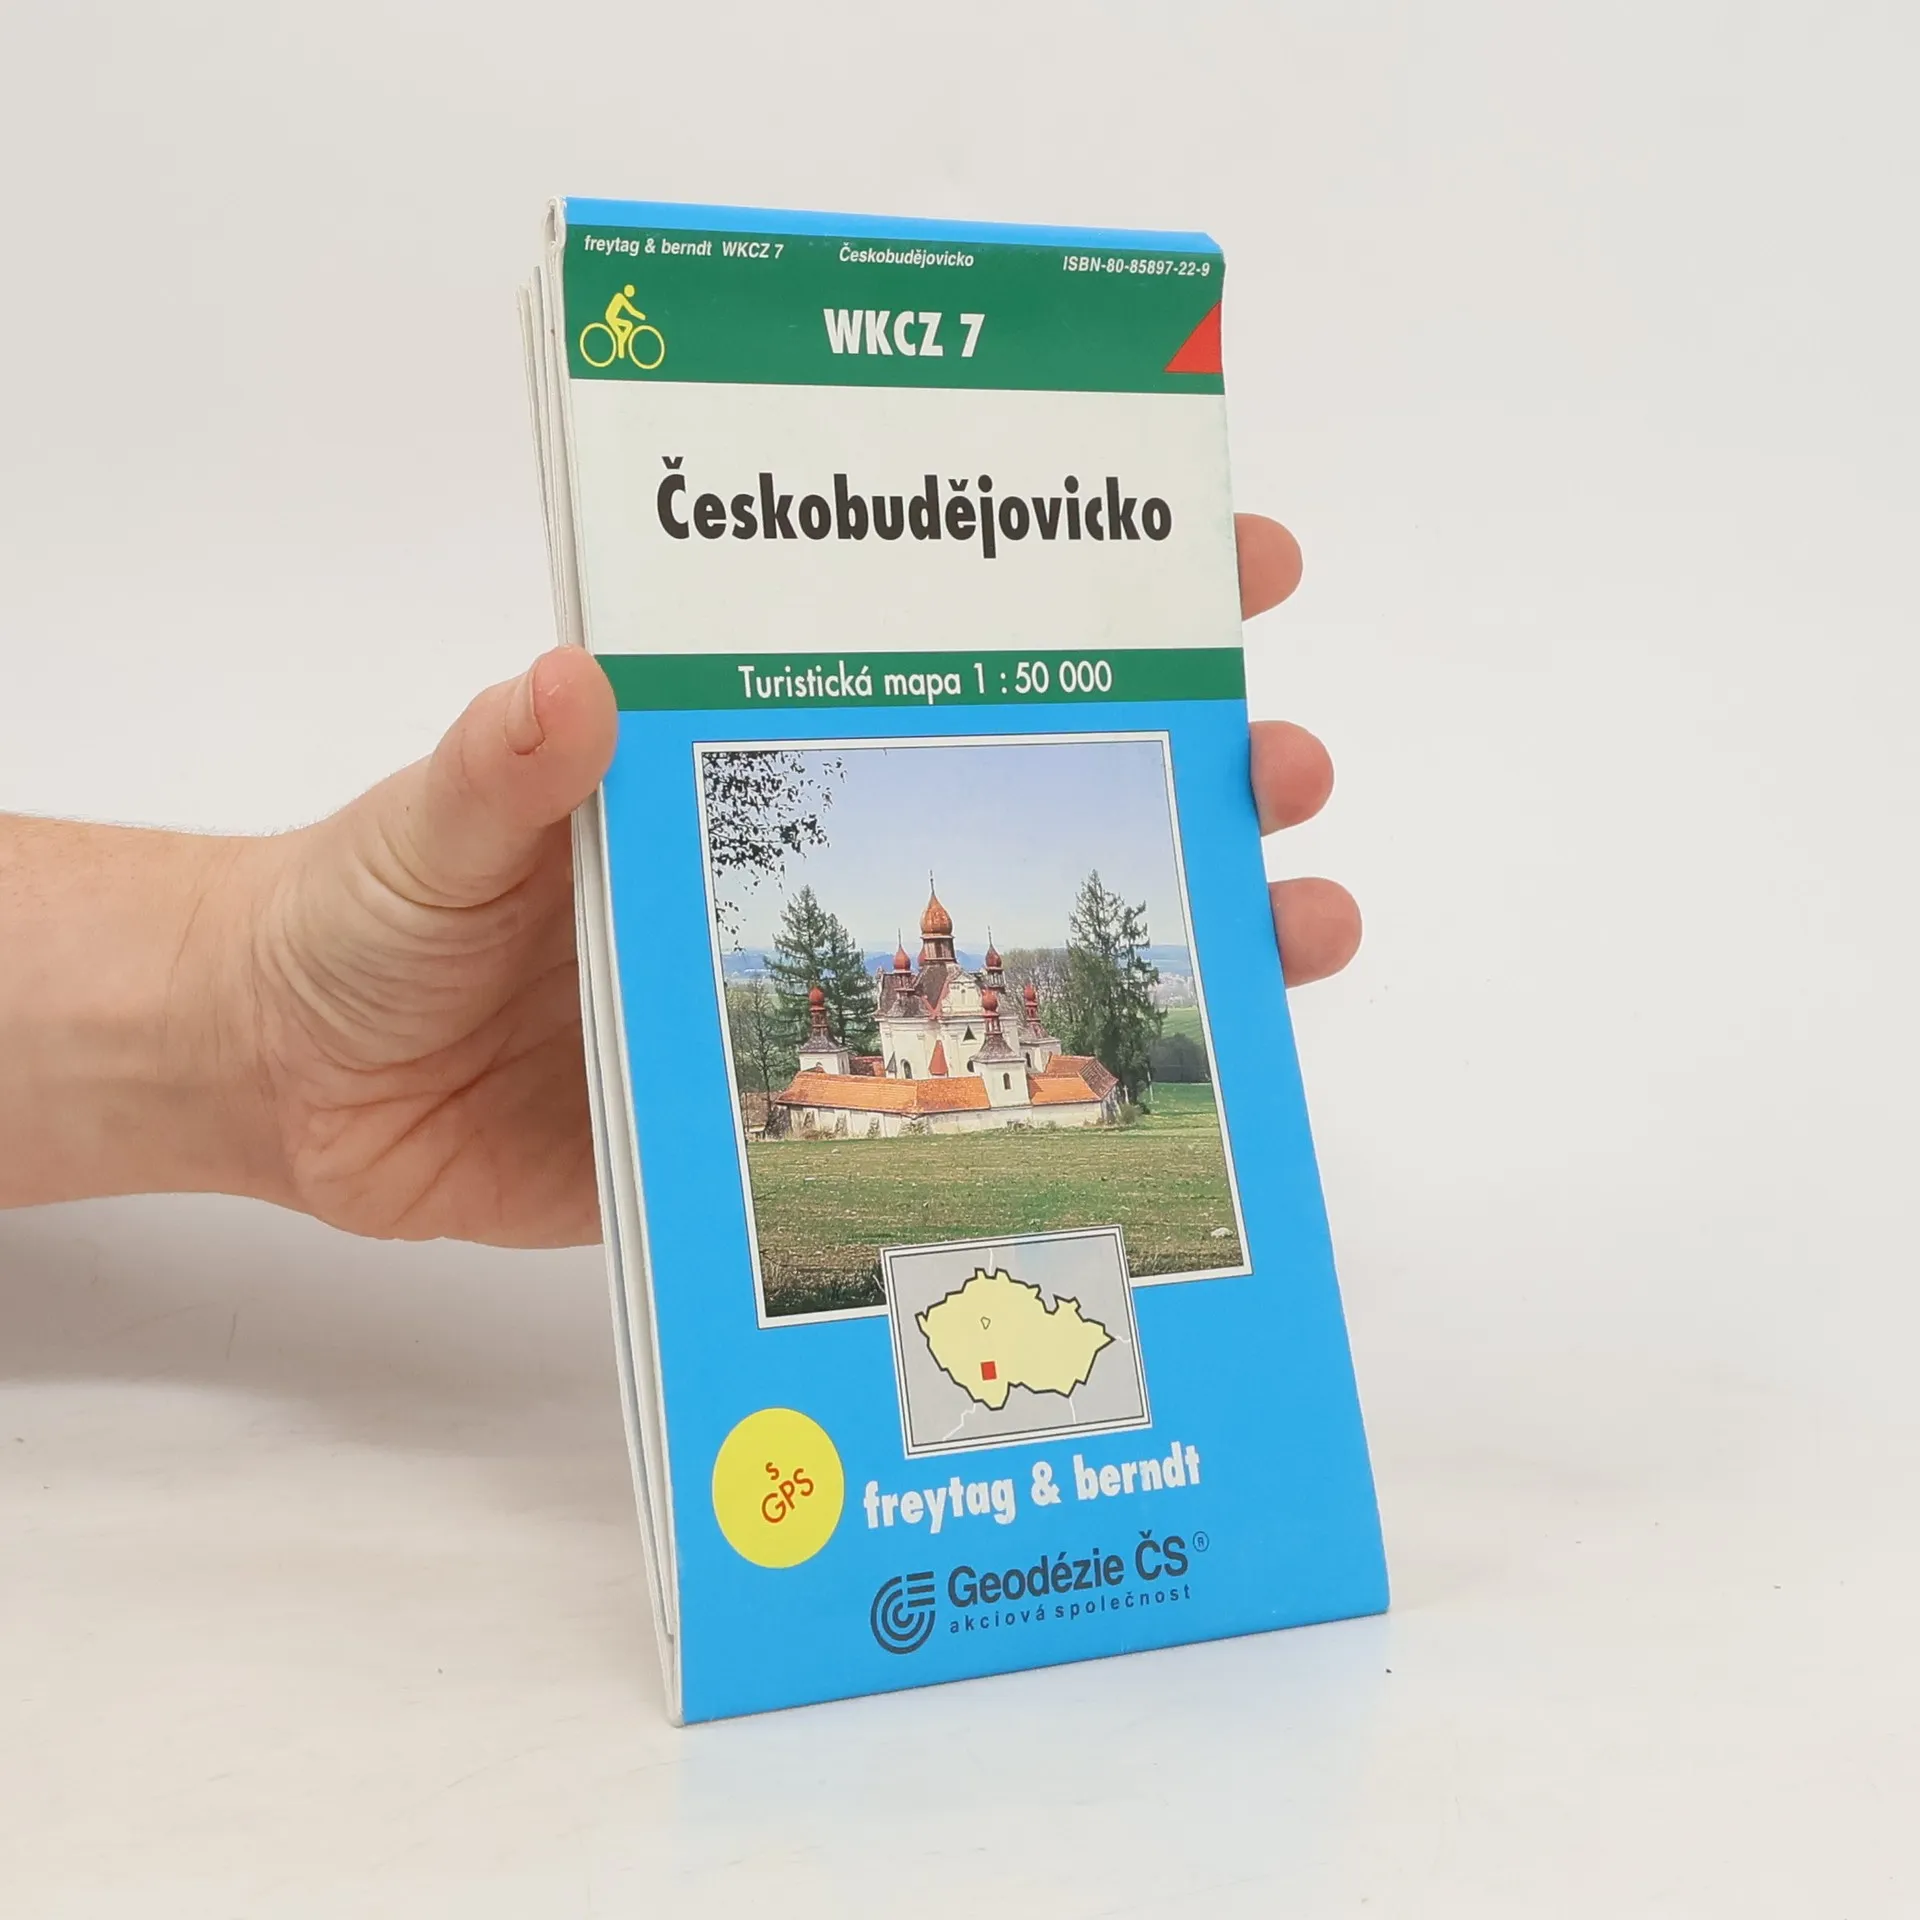 freytag & berndt WKCZ 7 Českobudějovicko ISBN-80-85897-22-9
WKCZ 7
Českobudějovicko
Turistická mapa 1 : 50 000
s
GPS
freytag & berndt
Geodézie ČS ®
akciová společnost